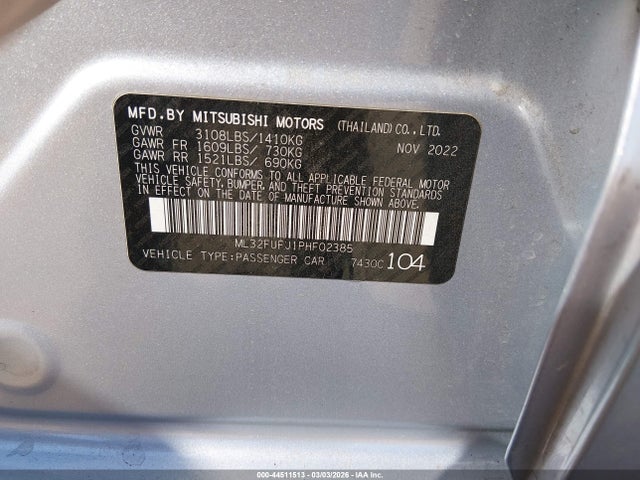 MFD.BY MITSUBISHI MOTORS (THAILAND) CO., LTD.
GVWR 3108LBS/1410KG NOV 2022
GAWR FR 1609LBS/ 730KG
GAWR RR 1521LBS/ 690KG
THIS VEHICLE CONFORMS TO ALL APPLICABLE FEDERAL MOTOR
VEHICLE SAFETY, BUMPER, AND THEFT PREVENTION STANDARDS
IN EFFECT ON THE DATE OF MANUFACTURE SHOWN ABOVE.
ML32FUFJ1PHF02385
VEHICLE TYPE:PASSENGER CAR 7430C 104
000-44511513 - 03/03/2026 - IAAI.COM